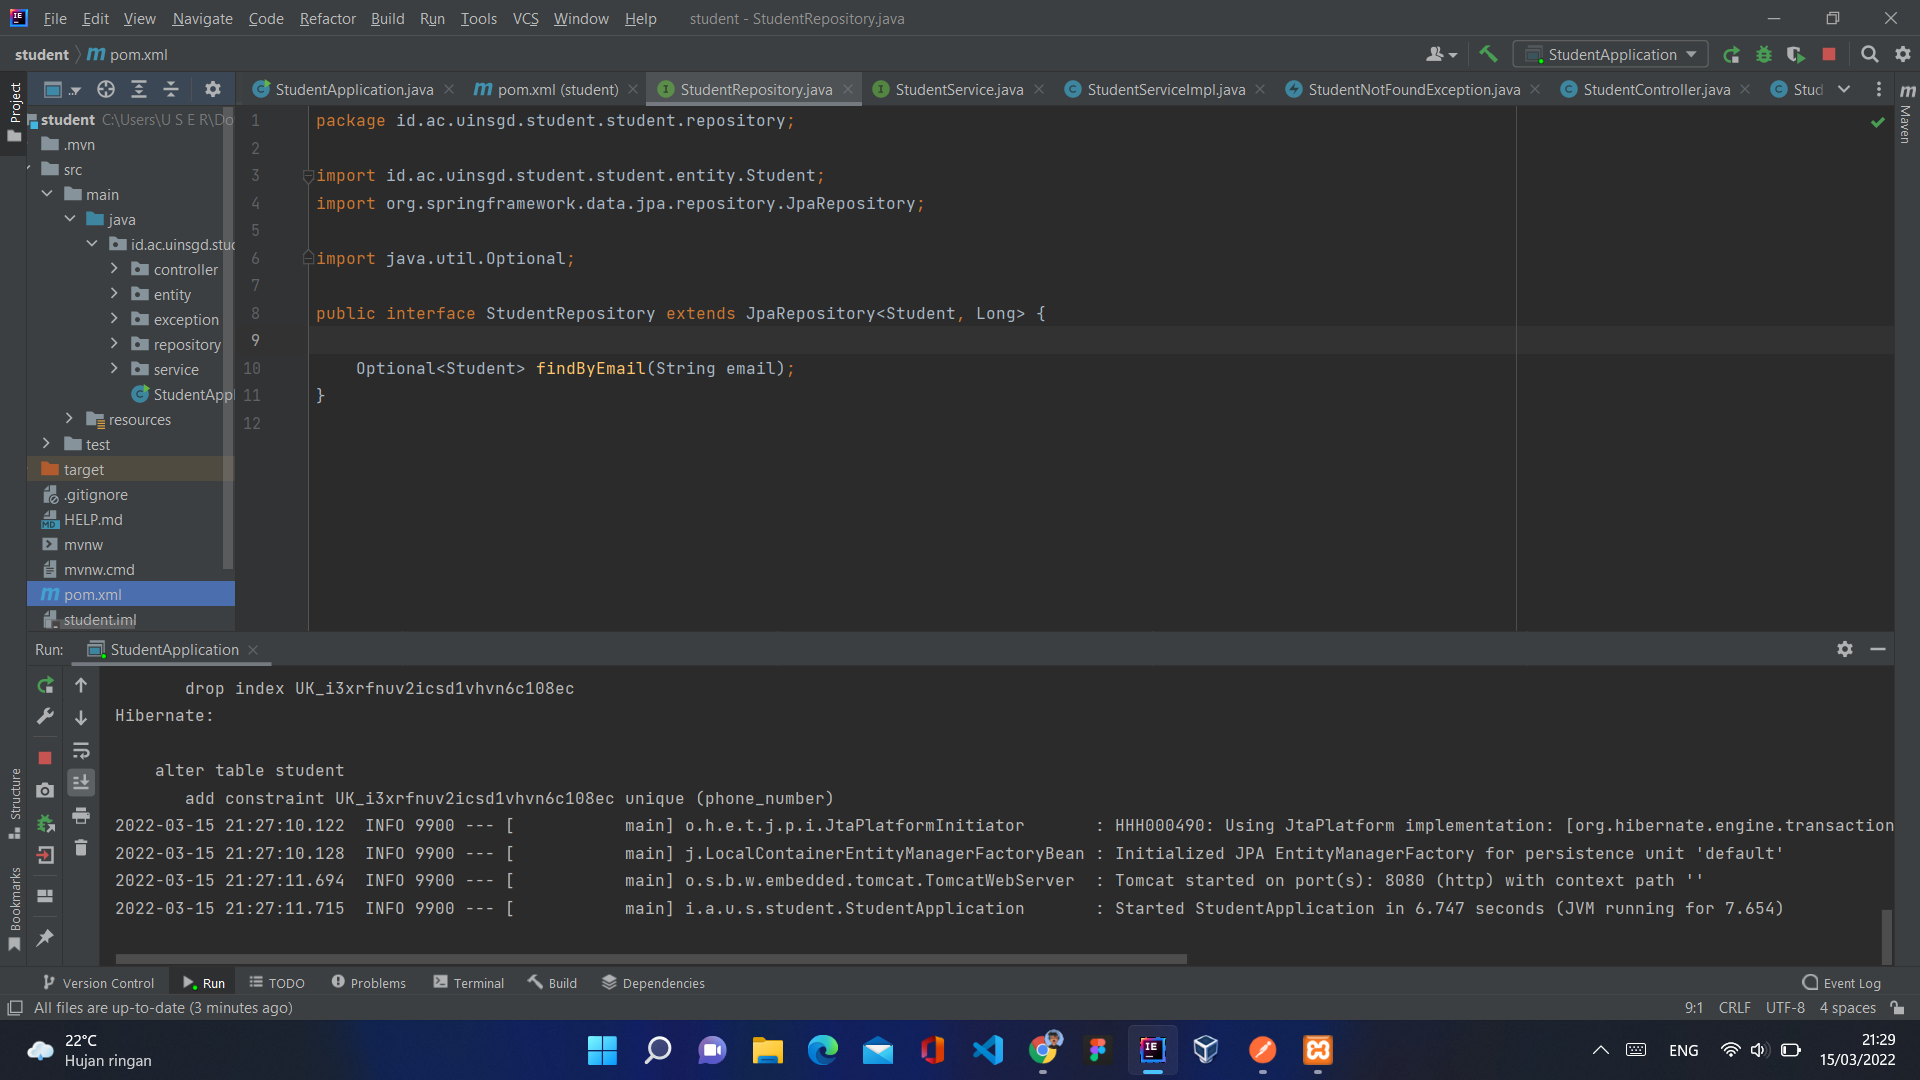 File Edit View Navigate Code Refactor Build Run Tools VCS Window Help student - StudentRepository.java
student pom.xml
StudentApplication
Project
StudentApplication.java pom.xml (student) StudentRepository.java StudentService.java StudentServiceImpl.java StudentNotFoundException.java StudentController.java Stud
Maven
student C:\Users\U S E R\Do
.mvn
src
main
java
id.ac.uinsgd.stud
controller
entity
exception
repository
service
StudentAppl
resources
test
target
.gitignore
HELP.md
mvnw
mvnw.cmd
pom.xml
student.iml
1 package id.ac.uinsgd.student.student.repository;
2
3 import id.ac.uinsgd.student.student.entity.Student;
4 import org.springframework.data.jpa.repository.JpaRepository;
5
6 import java.util.Optional;
7
8 public interface StudentRepository extends JpaRepository<Student, Long> {
9
10 Optional<Student> findByEmail(String email);
11 }
12
Run: StudentApplication
drop index UK_i3xrfnuv2icsd1vhvn6c108ec
Hibernate:
alter table student
add constraint UK_i3xrfnuv2icsd1vhvn6c108ec unique (phone_number)
2022-03-15 21:27:10.122 INFO 9900 --- [ main] o.h.e.t.j.p.i.JtaPlatformInitiator : HHH000490: Using JtaPlatform implementation: [org.hibernate.engine.transaction
2022-03-15 21:27:10.128 INFO 9900 --- [ main] j.LocalContainerEntityManagerFactoryBean : Initialized JPA EntityManagerFactory for persistence unit 'default'
2022-03-15 21:27:11.694 INFO 9900 --- [ main] o.s.b.w.embedded.tomcat.TomcatWebServer : Tomcat started on port(s): 8080 (http) with context path ''
2022-03-15 21:27:11.715 INFO 9900 --- [ main] i.a.u.s.student.StudentApplication : Started StudentApplication in 6.747 seconds (JVM running for 7.654)
Structure
Bookmarks
Version Control Run TODO Problems Terminal Build Dependencies Event Log
All files are up-to-date (3 minutes ago) 9:1 CRLF UTF-8 4 spaces
22°C
Hujan ringan
ENG
21:29
15/03/2022